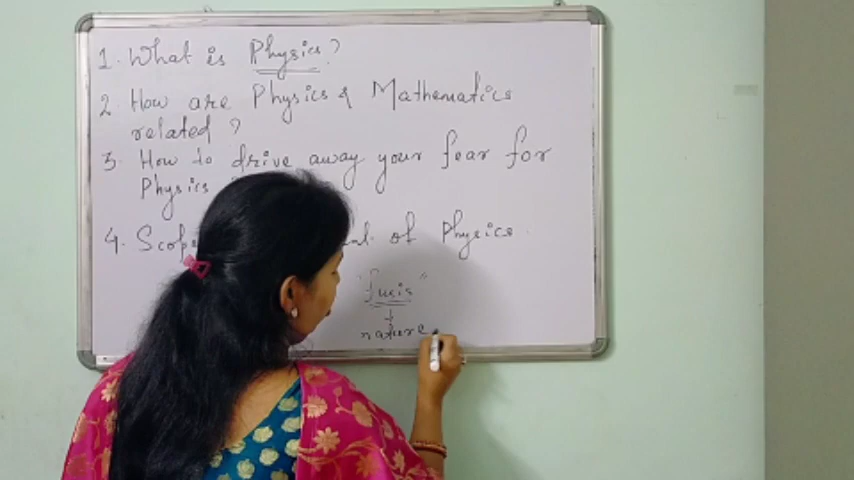 1. What is Physics?
2. How are Physics & Mathematics
related?
3. How to drive away your fear for
Physics
4. of Physics
"fusis"
nature